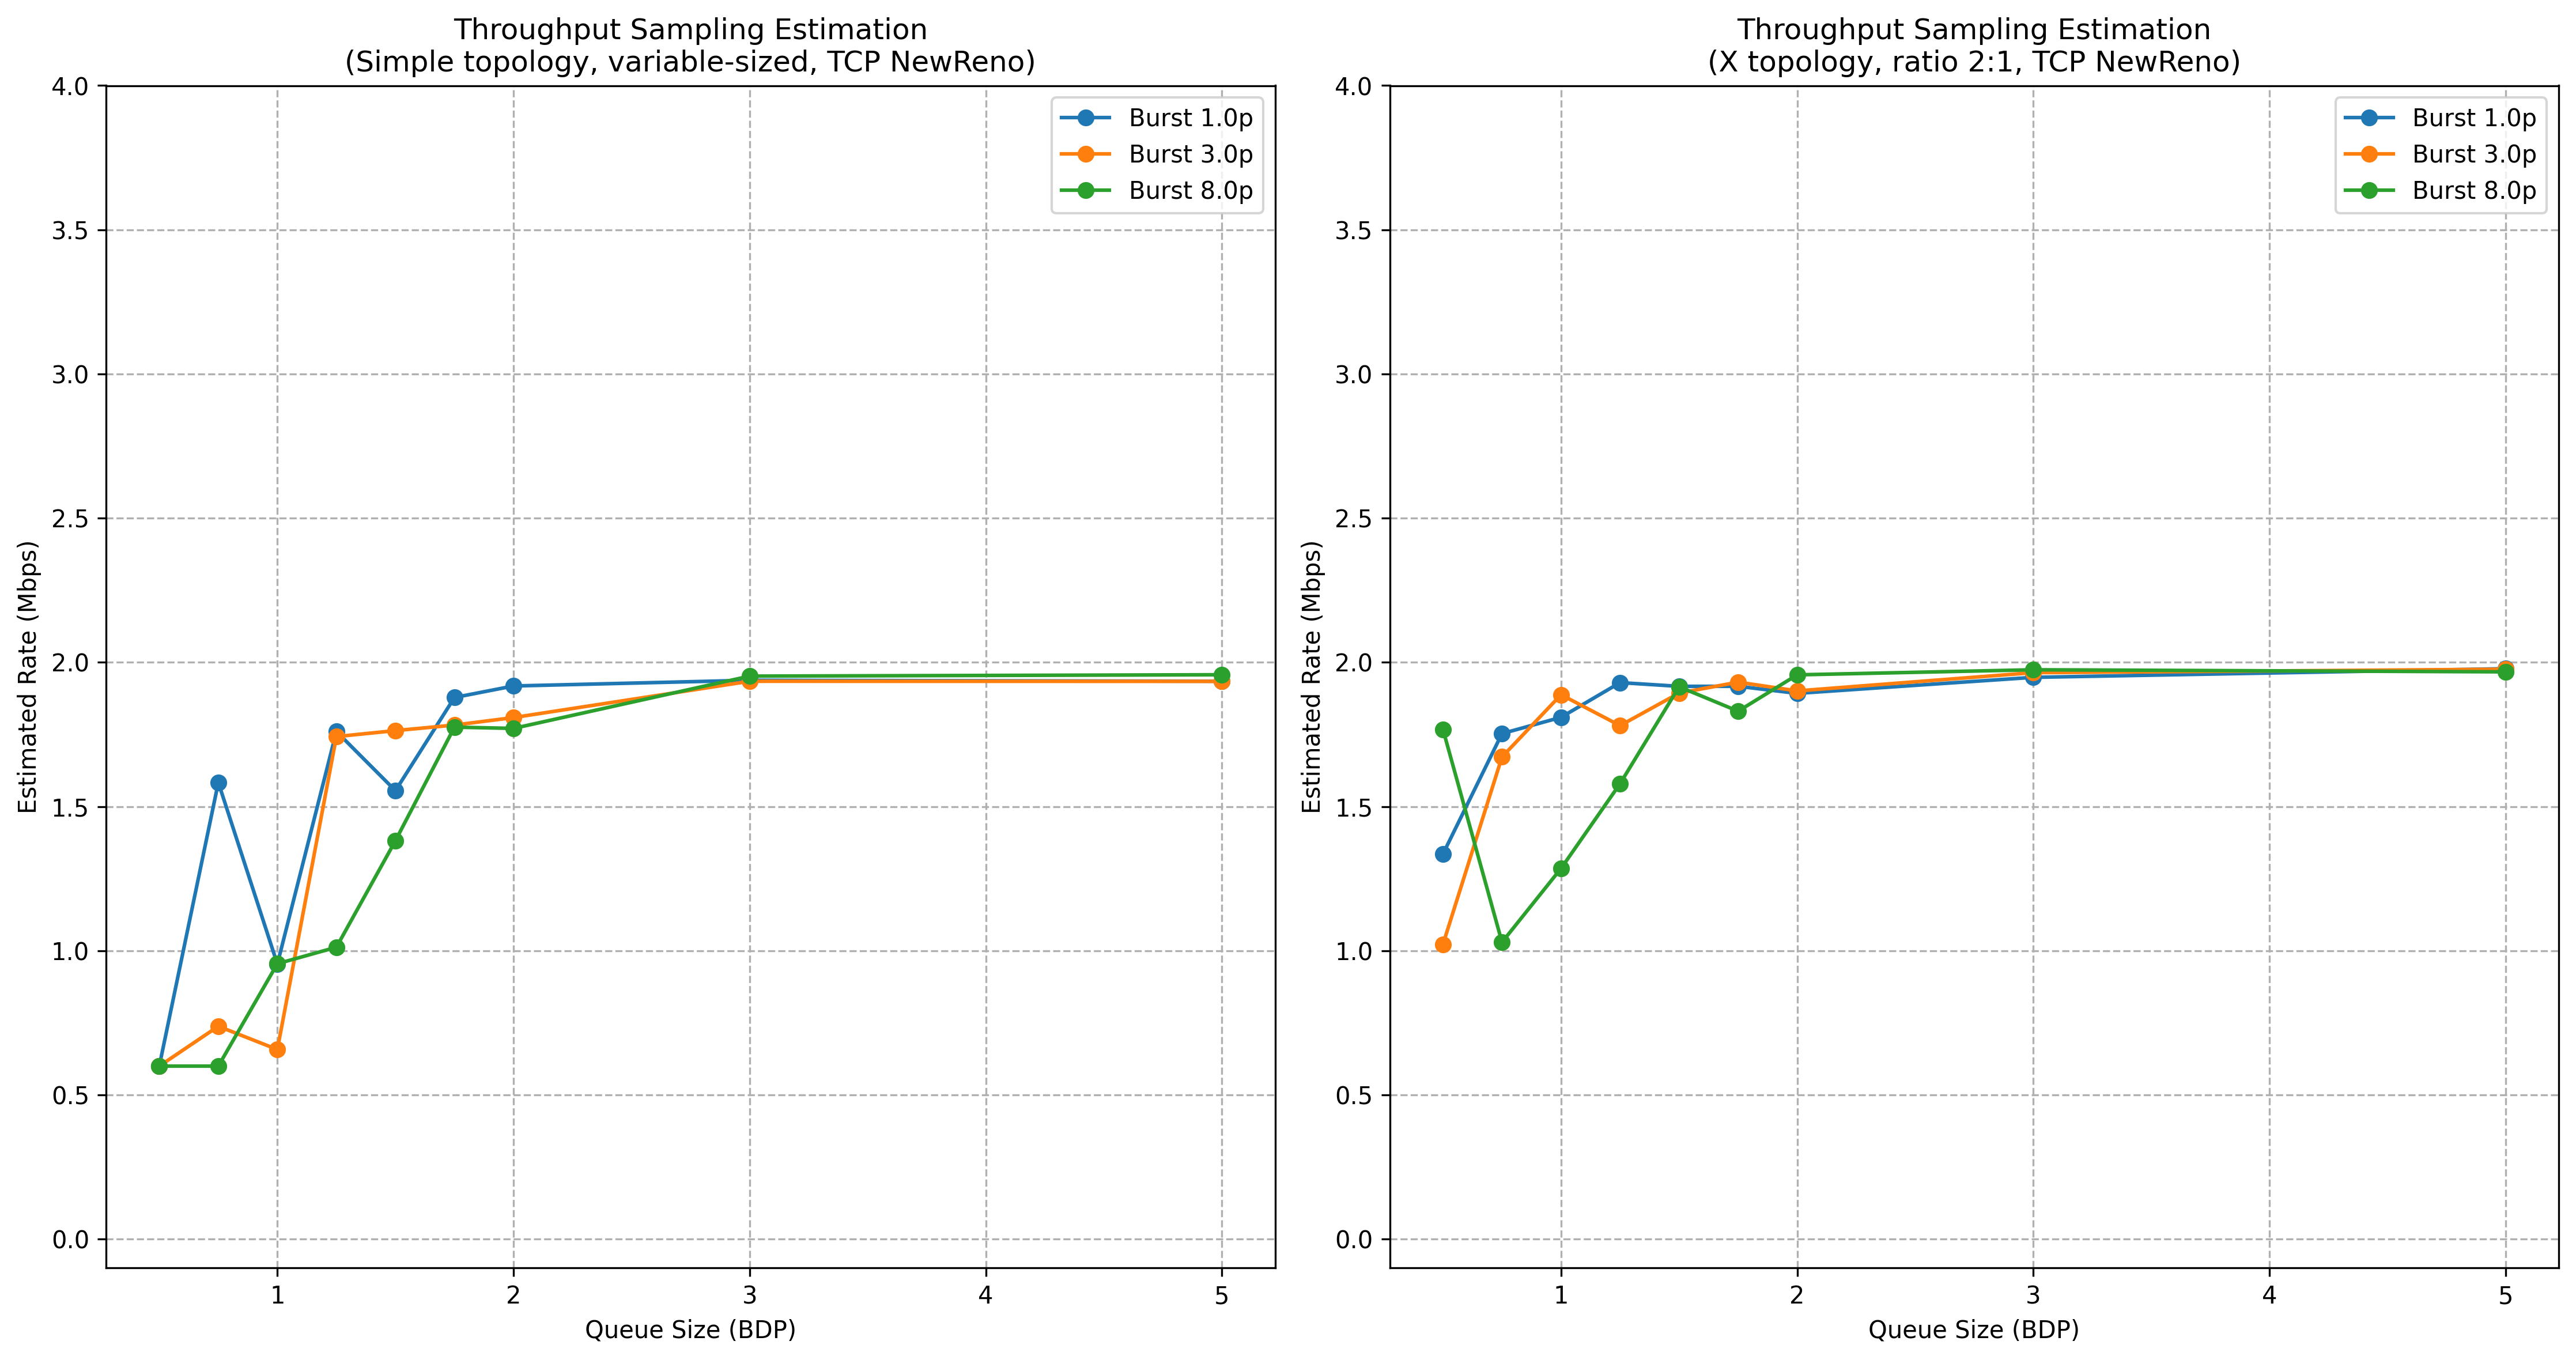 Throughput Sampling Estimation
(Simple topology, variable-sized, TCP NewReno)
4.0
3.5
3.0
2.5
2.0
1.5
1.0
0.5
0.0
Estimated Rate (Mbps)
Burst 1.0p
Burst 3.0p
Burst 8.0p
1
2
3
4
5
Queue Size (BDP)
Throughput Sampling Estimation
(X topology, ratio 2:1, TCP NewReno)
4.0
3.5
3.0
2.5
2.0
1.5
1.0
0.5
0.0
Estimated Rate (Mbps)
Burst 1.0p
Burst 3.0p
Burst 8.0p
1
2
3
4
5
Queue Size (BDP)